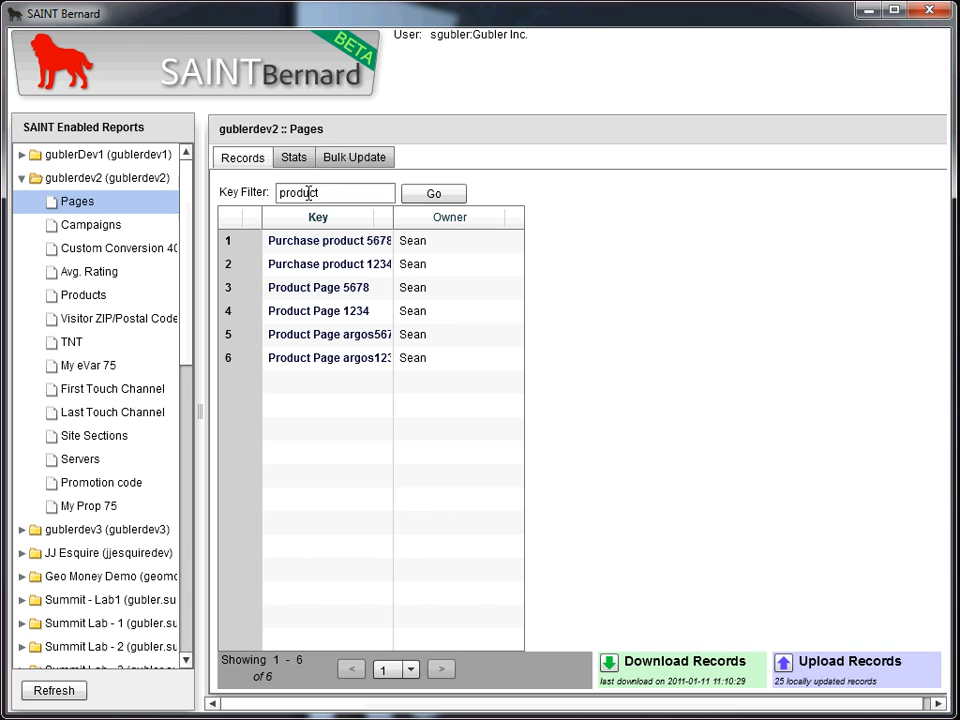 SAINT Bernard
SAINTBernard
BETA
User: sgubler:Gubler Inc.
SAINT Enabled Reports
gublerDev1 (gublerdev1)
gublerdev2 (gublerdev2)
Pages
Campaigns
Custom Conversion 40
Avg. Rating
Products
Visitor ZIP/Postal Code
TNT
My eVar 75
First Touch Channel
Last Touch Channel
Site Sections
Servers
Promotion code
My Prop 75
gublerdev3 (gublerdev3)
JJ Esquire (jjesquiredev)
Geo Money Demo (geomo
Summit - Lab1 (gubler.su
Summit Lab - 1 (gubler.su
Summit Lab - 2 (gubler.su
Refresh
gublerdev2 :: Pages
Records Stats Bulk Update
Key Filter: product Go
Key Owner
1 Purchase product 5678 Sean
2 Purchase product 1234 Sean
3 Product Page 5678 Sean
4 Product Page 1234 Sean
5 Product Page argos567 Sean
6 Product Page argos123 Sean
Showing 1 - 6
of 6
< 1 >
Download Records
last download on 2011-01-11 11:10:29
Upload Records
25 locally updated records